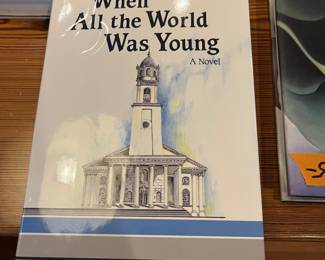 When
All the World
Was Young
A Novel